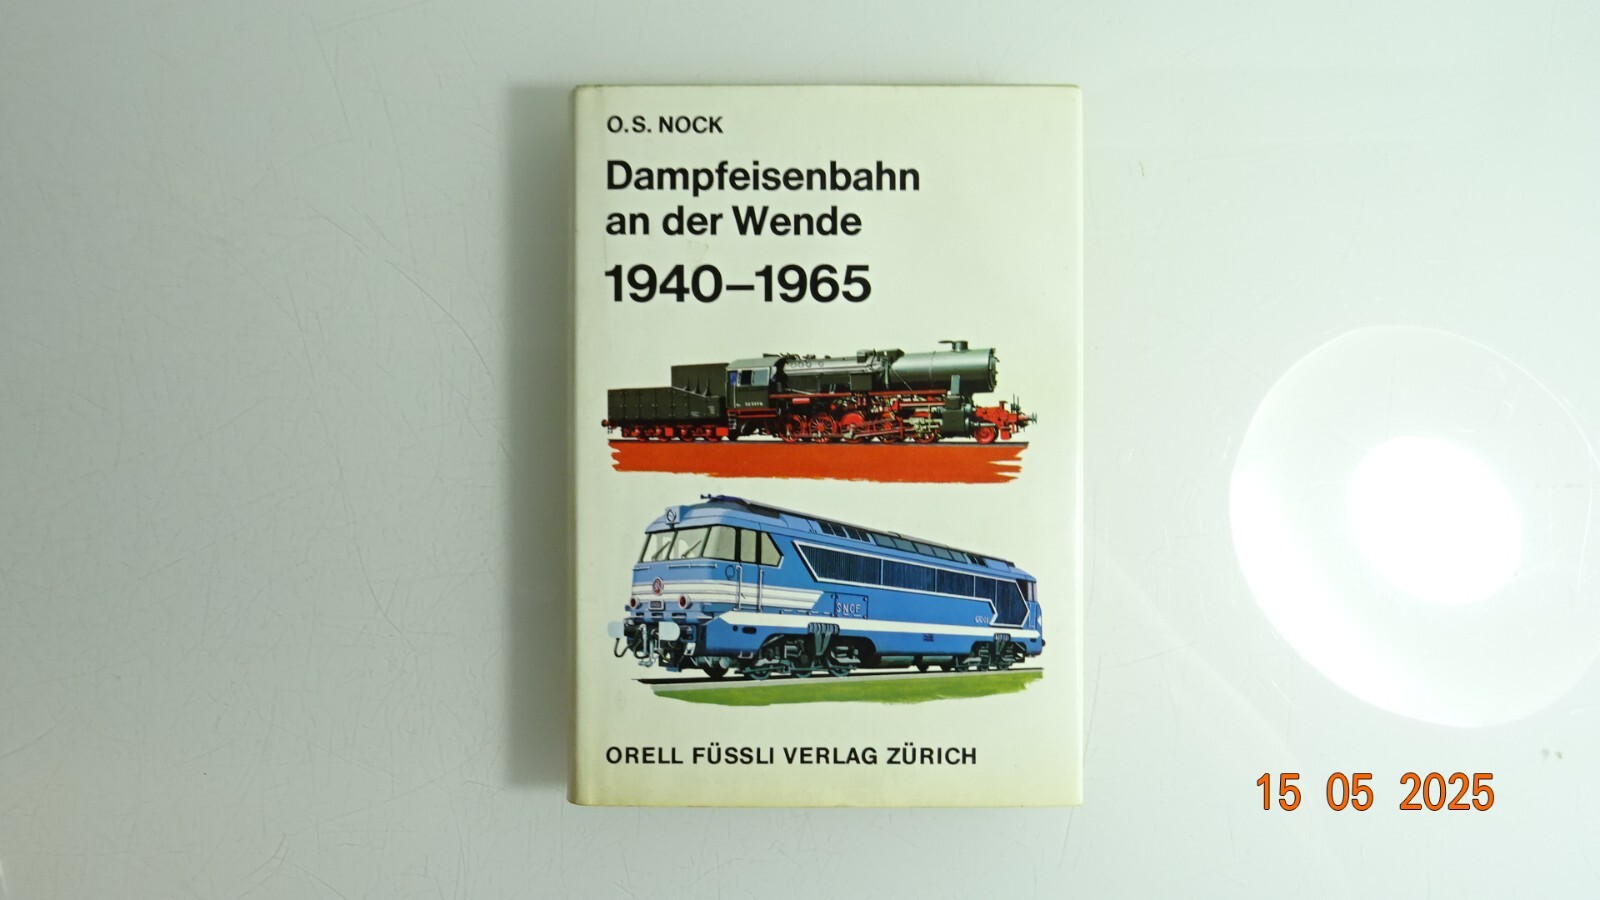 O.S. NOCK
Dampfeisenbahn
an der Wende
1940–1965
SNCF
ORELL FÜSSLI VERLAG ZÜRICH
15 05 2025